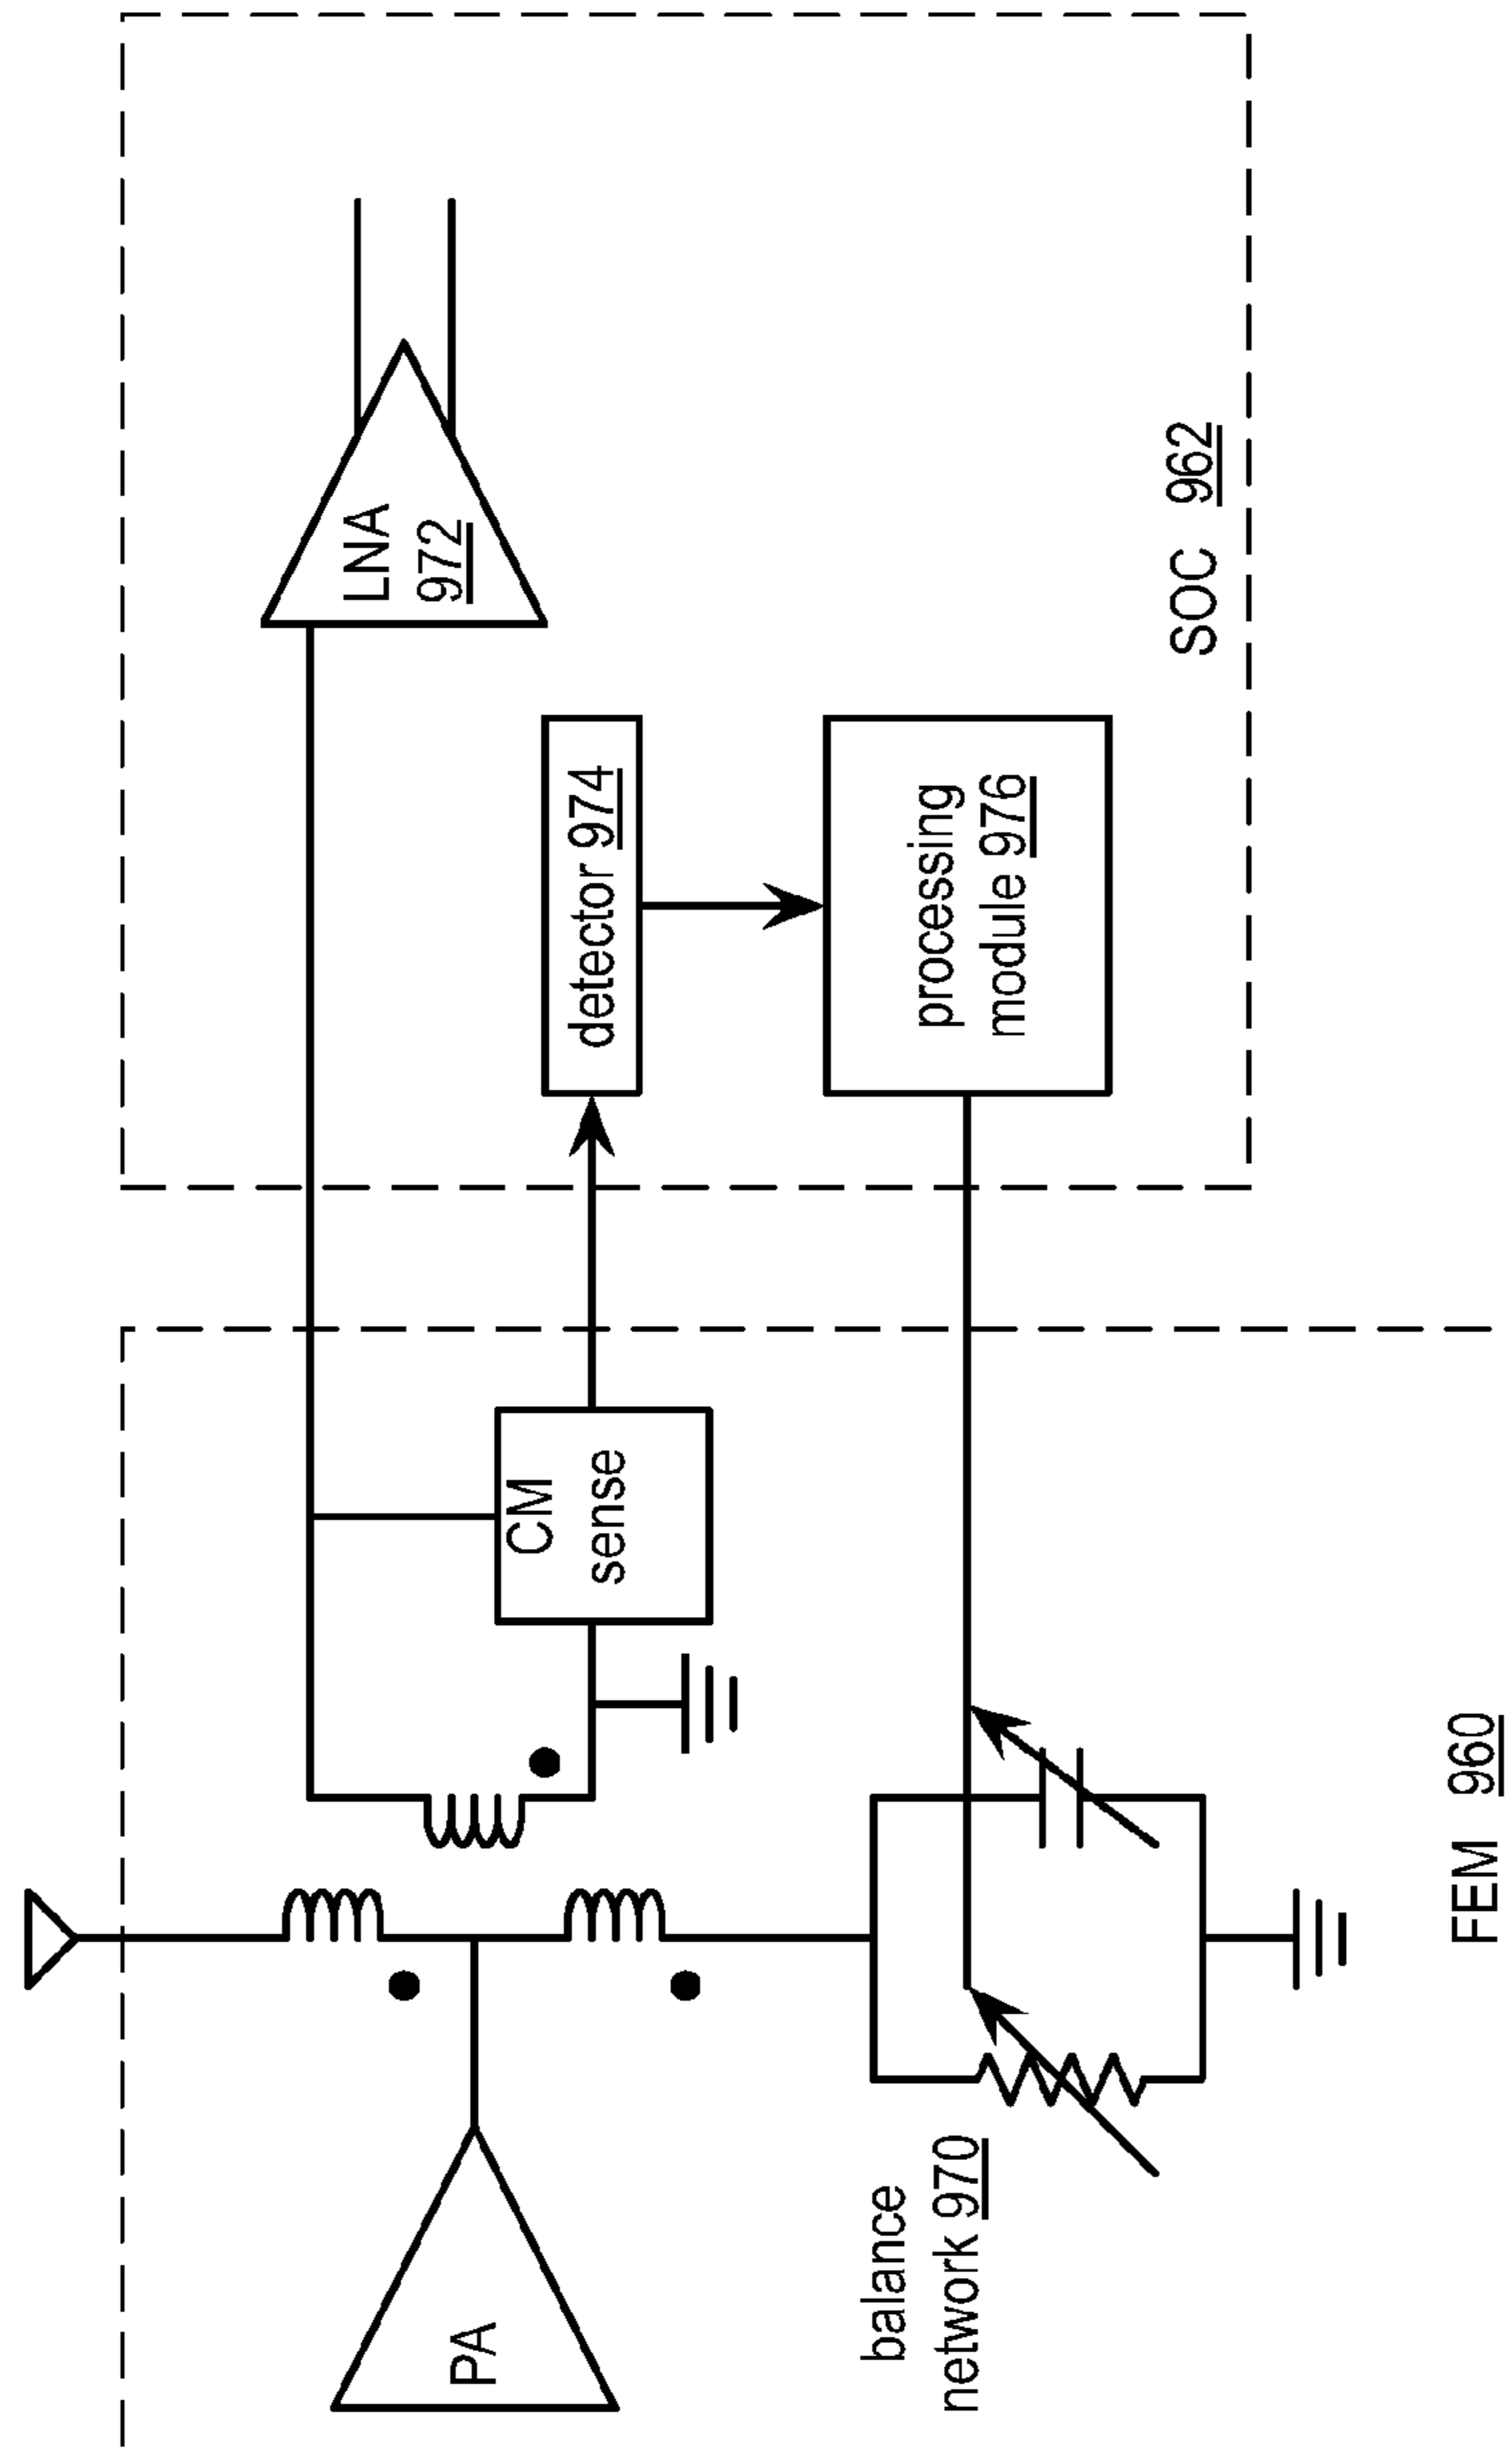 PA
balance
network 970
FEM 960
CM
sense
detector 974
processing
module 976
LNA
972
SOC 962